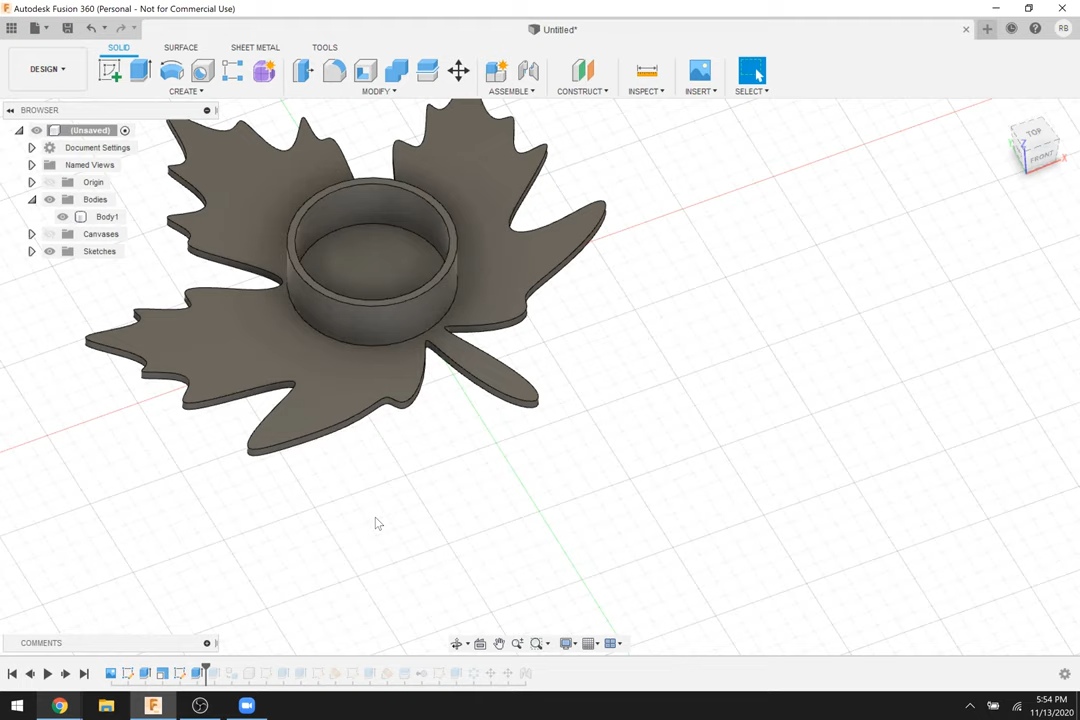 Autodesk Fusion 360 (Personal - Not for Commercial Use)
Untitled*
RB
SOLID SURFACE SHEET METAL TOOLS
DESIGN
CREATE MODIFY ASSEMBLE CONSTRUCT INSPECT INSERT SELECT
BROWSER
(Unsaved)
Document Settings
Named Views
Origin
Bodies
Body1
Canvases
Sketches
TOP
FRONT
Z
X
COMMENTS
5:54 PM
11/13/2020